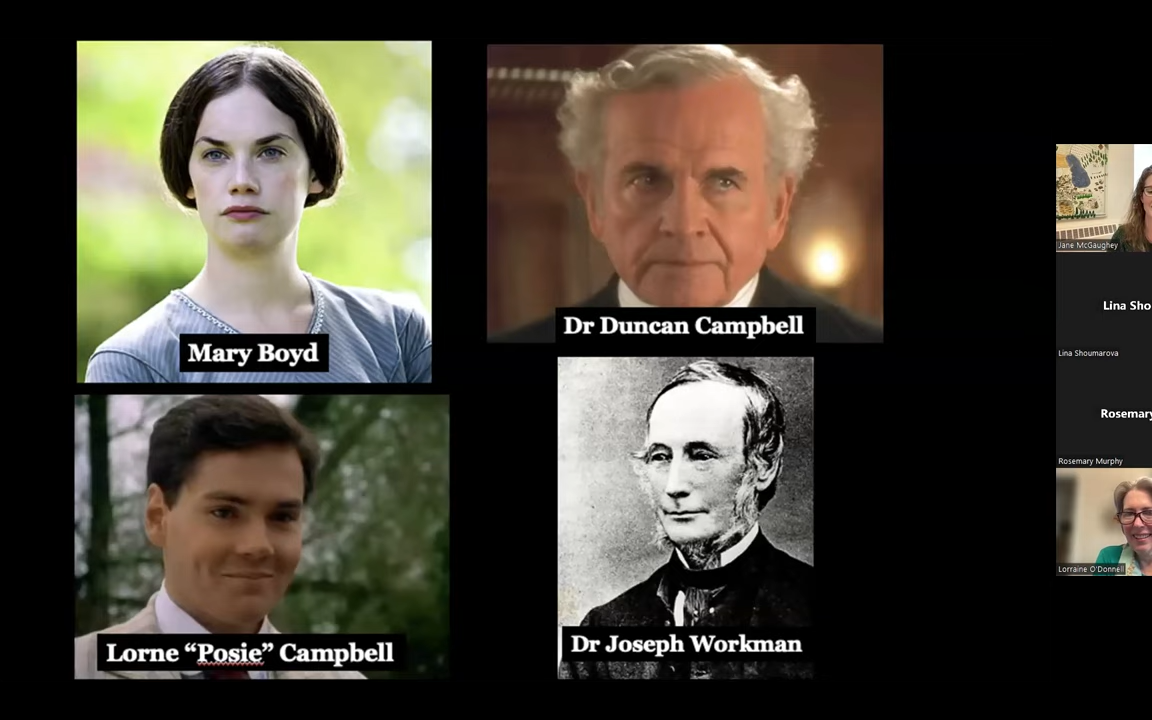 Mary Boyd
Dr Duncan Campbell
Lorne “Posie” Campbell
Dr Joseph Workman
Jane McGaughey
Lina Sho
Lina Shoumarova
Rosemary
Rosemary Murphy
Lorraine O'Donnell